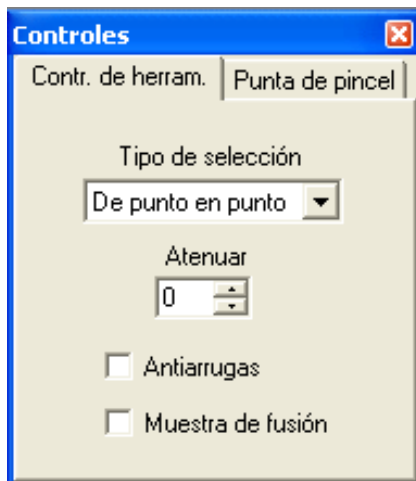 Controles
Contr. de herram. Punta de pincel
Tipo de selección
De punto en punto
Atenuar
0
Antiarrugas
Muestra de fusión